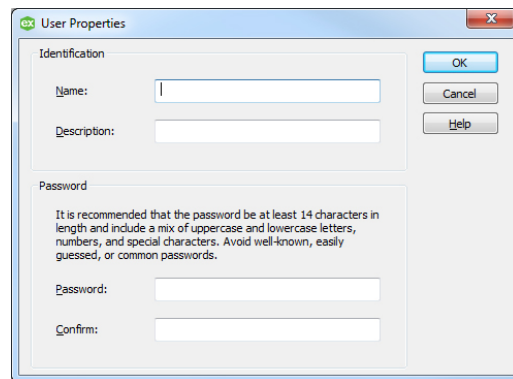 User Properties
Identification
OK
Name:
Cancel
Description:
Help
Password
It is recommended that the password be at least 14 characters in
length and include a mix of uppercase and lowercase letters,
numbers, and special characters. Avoid well-known, easily
guessed, or common passwords.
Password:
Confirm: